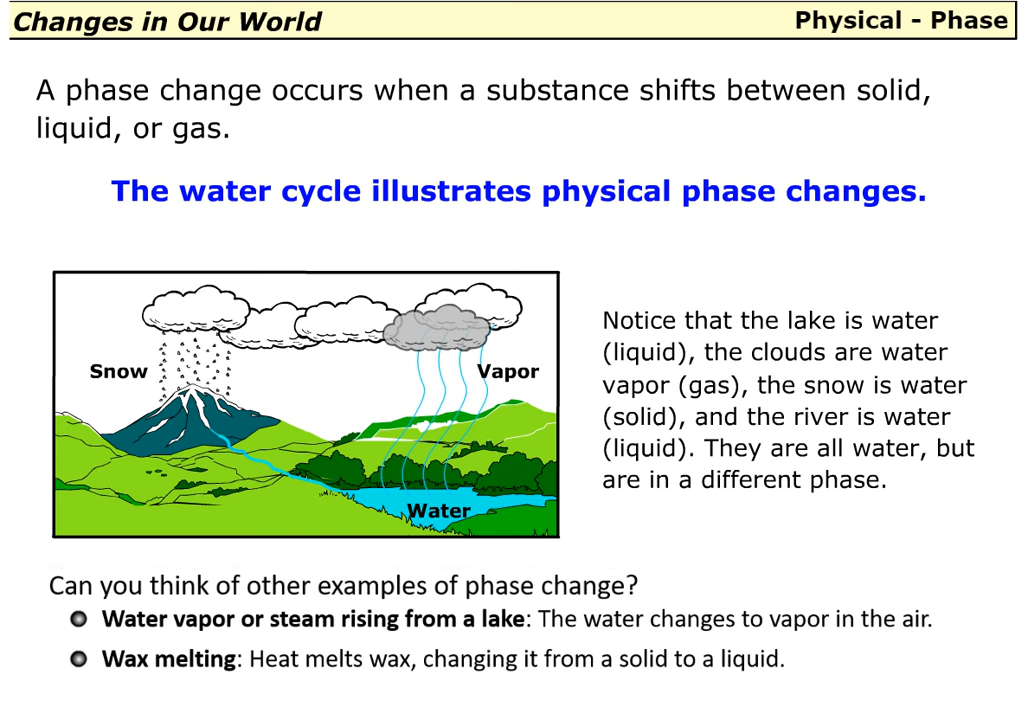 Changes in Our World
Physical - Phase
A phase change occurs when a substance shifts between solid,
liquid, or gas.
The water cycle illustrates physical phase changes.
Snow
Vapor
Water
Notice that the lake is water
(liquid), the clouds are water
vapor (gas), the snow is water
(solid), and the river is water
(liquid). They are all water, but
are in a different phase.
Can you think of other examples of phase change?
Water vapor or steam rising from a lake: The water changes to vapor in the air.
Wax melting: Heat melts wax, changing it from a solid to a liquid.